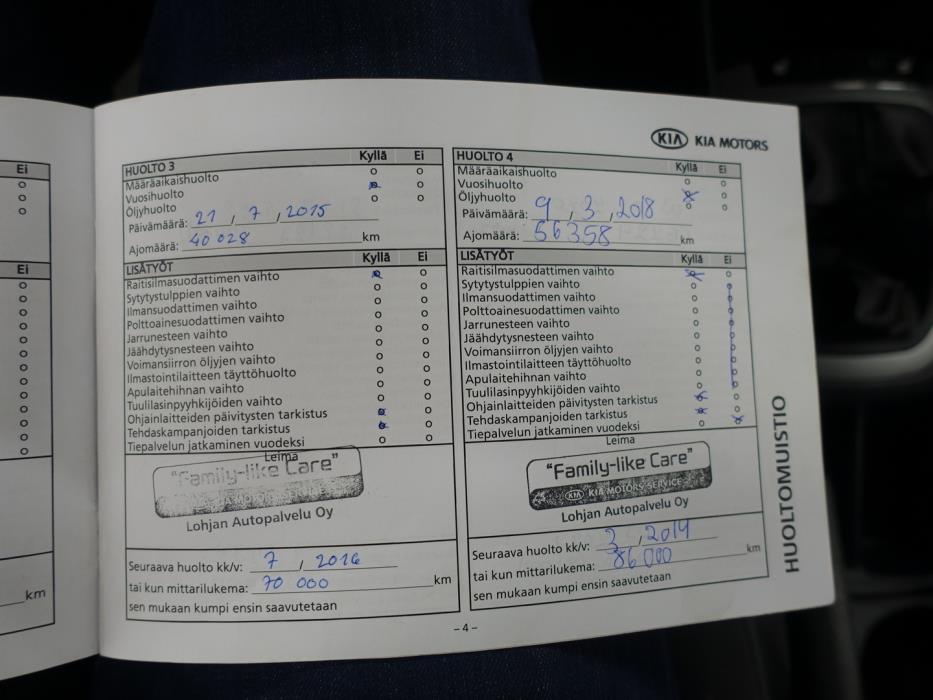 Ei
Ei
km
KIA KIA MOTORS
HUOLTO 3 Kyllä Ei
Määräaikaishuolto
Vuosihuolto
Öljyhuolto
Päivämäärä: 21 , 7 , 2015
Ajomäärä: 40 028 km
LISÄTYÖT Kyllä Ei
Raitisilmasuodattimen vaihto
Sytytystulppien vaihto
Ilmansuodattimen vaihto
Polttoainesuodattimen vaihto
Jarrunesteen vaihto
Jäähdytysnesteen vaihto
Voimansiirron öljyjen vaihto
Ilmastointilaitteen täyttöhuolto
Apulaitehihnan vaihto
Tuulilasinpyyhkijöiden vaihto
Ohjainlaitteiden päivitysten tarkistus
Tehdaskampanjoiden tarkistus
Tiepalvelun jatkaminen vuodeksi
Leima
"Family-like Care"
KIA MOTORS SERVICE
Lohjan Autopalvelu Oy
Seuraava huolto kk/v: 7 , 2016
tai kun mittarilukema: 70 000 km
sen mukaan kumpi ensin saavutetaan
HUOLTO 4 Kyllä Ei
Määräaikaishuolto
Vuosihuolto
Öljyhuolto
Päivämäärä: 9 , 3 , 2018
Ajomäärä: 56358 km
LISÄTYÖT Kyllä Ei
Raitisilmasuodattimen vaihto
Sytytystulppien vaihto
Ilmansuodattimen vaihto
Polttoainesuodattimen vaihto
Jarrunesteen vaihto
Jäähdytysnesteen vaihto
Voimansiirron öljyjen vaihto
Ilmastointilaitteen täyttöhuolto
Apulaitehihnan vaihto
Tuulilasinpyyhkijöiden vaihto
Ohjainlaitteiden päivitysten tarkistus
Tehdaskampanjoiden tarkistus
Tiepalvelun jatkaminen vuodeksi
Leima
"Family-like Care"
KIA KIA MOTORS SERVICE
Lohjan Autopalvelu Oy
Seuraava huolto kk/v: 3 , 2019
tai kun mittarilukema: 86 000 km
sen mukaan kumpi ensin saavutetaan
HUOLTOMUISTIO
– 4 –